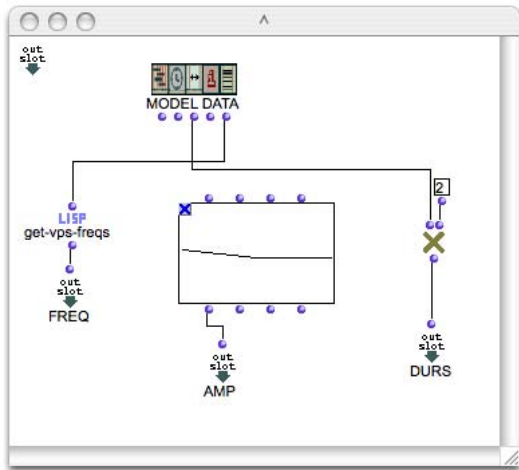 ^
out
slot
MODEL DATA
2
LISP
get-vps-freqs
out
slot
FREQ
out
slot
AMP
out
slot
DURS